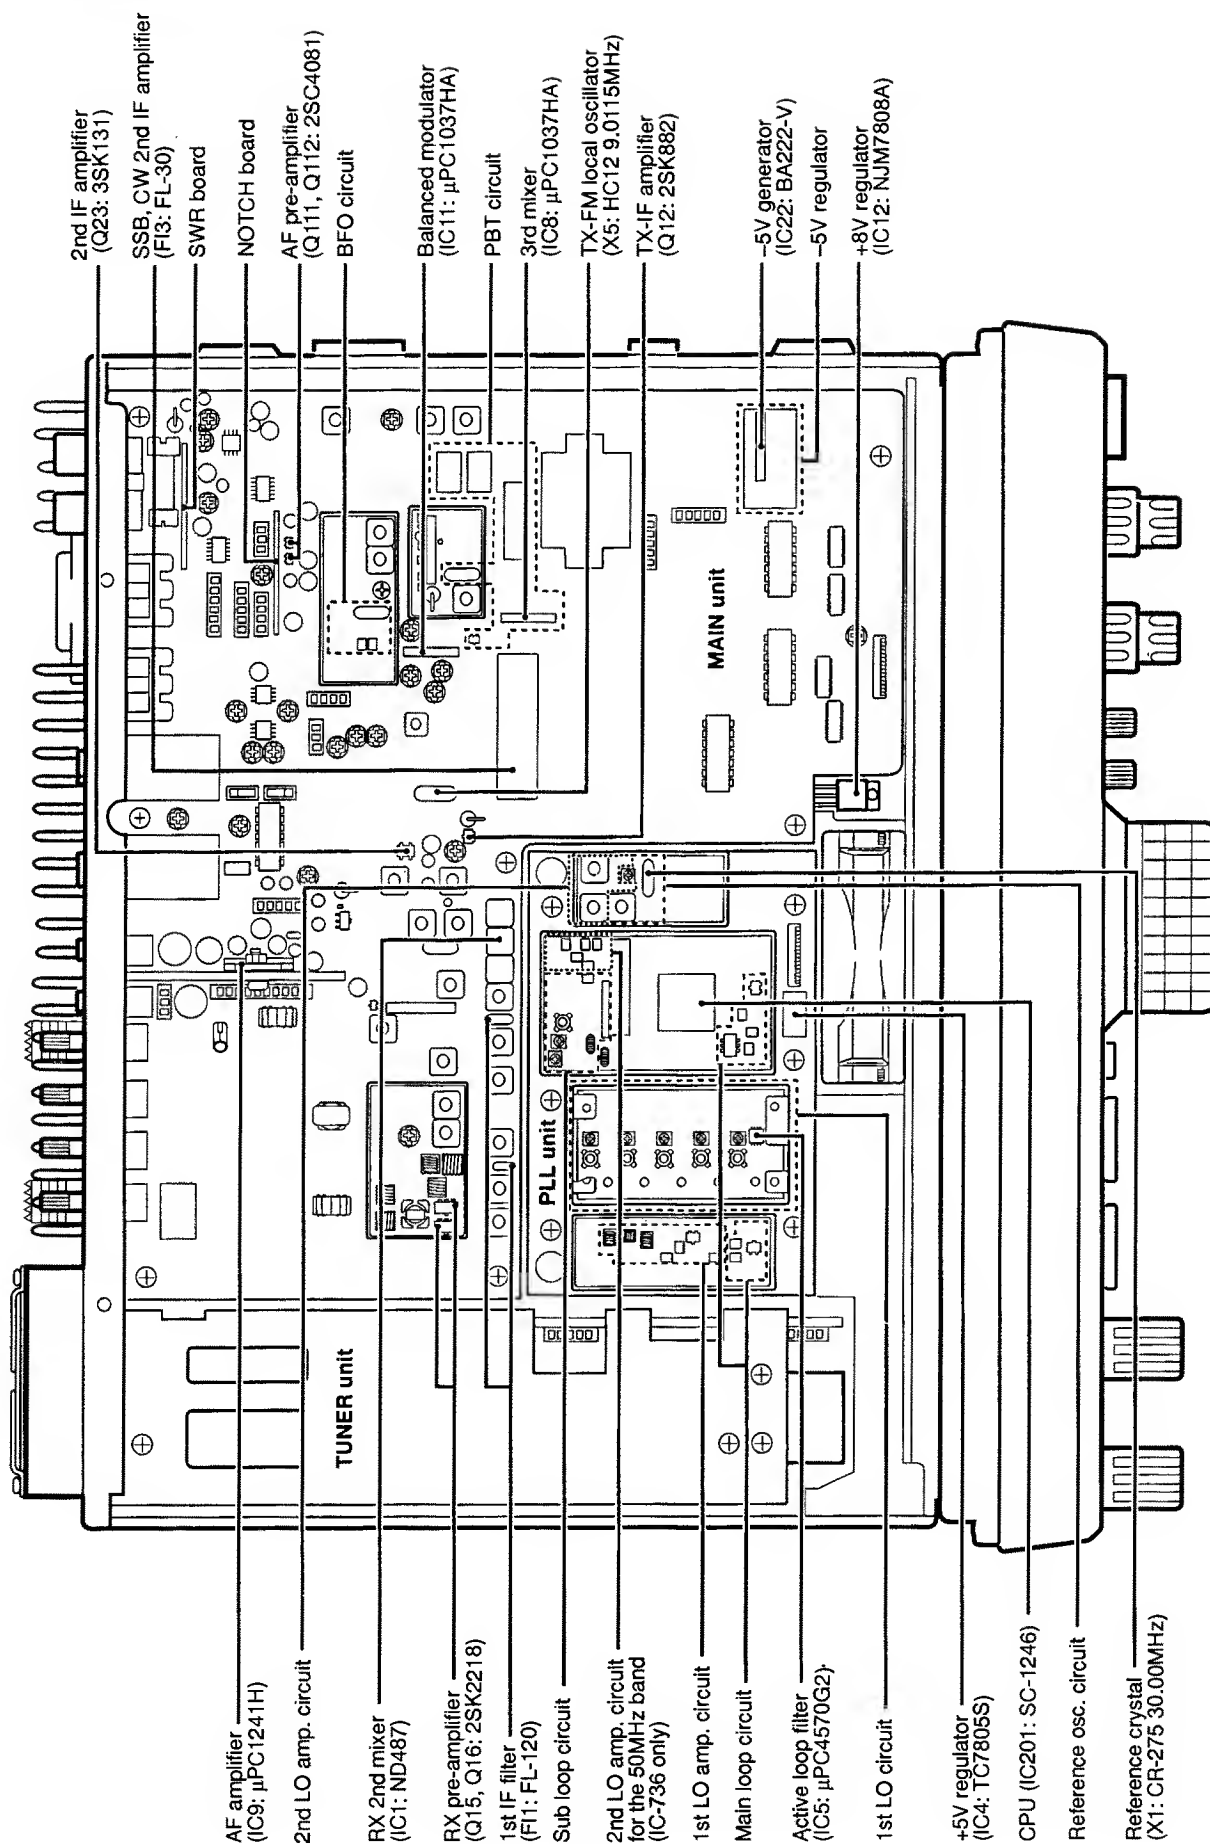 2nd IF amplifier
(Q23: 3SK131)
SSB, CW 2nd IF amplifier
(FI3: FL-30)
SWR board
NOTCH board
AF pre-amplifier
(Q111, Q112: 2SC4081)
BFO circuit
Balanced modulator
(IC11: µPC1037HA)
PBT circuit
3rd mixer
(IC8: µPC1037HA)
TX-FM local oscillator
(X5: HC12 9.0115MHz)
TX-IF amplifier
(Q12: 2SK882)
–5V generator
(IC22: BA222-V)
–5V regulator
+8V regulator
(IC12: NJM7808A)
MAIN unit
PLL unit
TUNER unit
AF amplifier
(IC9: µPC1241H)
2nd LO amp. circuit
RX 2nd mixer
(IC1: ND487)
RX pre-amplifier
(Q15, Q16: 2SK2218)
1st IF filter
(FI1: FL-120)
Sub loop circuit
2nd LO amp. circuit
for the 50MHz band
(IC-736 only)
1st LO amp. circuit
Main loop circuit
Active loop filter
(IC5: µPC4570G2)
1st LO circuit
+5V regulator
(IC4: TC7805S)
CPU (IC201: SC-1246)
Reference osc. circuit
Reference crystal
(X1: CR-275 30.00MHz)